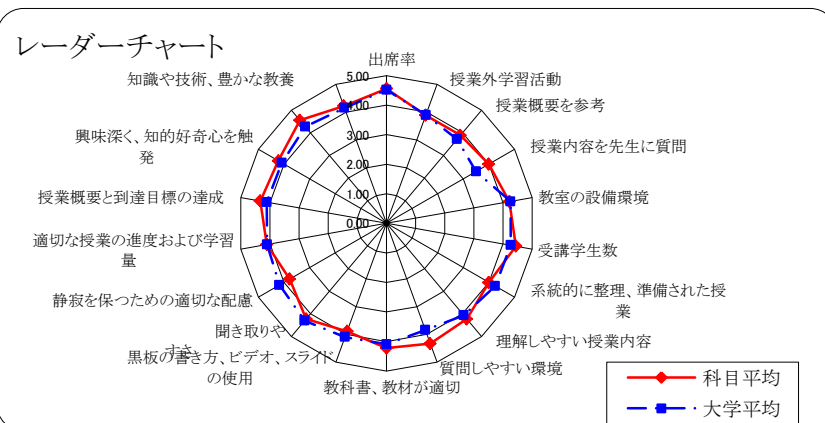 レーダーチャート
出席率
授業外学習活動
授業概要を参考
授業内容を先生に質問
教室の設備環境
受講学生数
系統的に整理、準備された授
業
理解しやすい授業内容
質問しやすい環境
教科書、教材が適切
黒板の書き方、ビデオ、スライド
の使用
聞き取りや
すさ
静寂を保つための適切な配慮
適切な授業の進度および学習
量
授業概要と到達目標の達成
興味深く、知的好奇心を触
発
知識や技術、豊かな教養
5.00
4.00
3.00
2.00
1.00
0.00
科目平均
大学平均